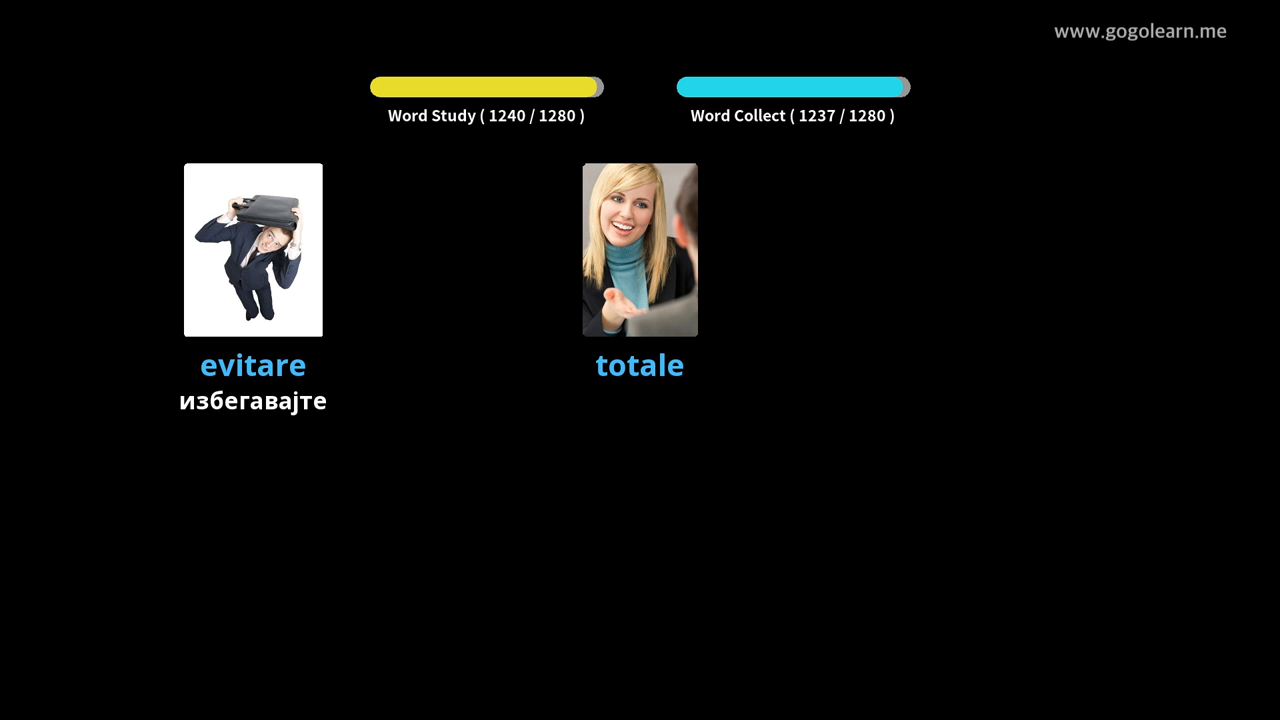 www.gogolearn.me
Word Study ( 1240 / 1280 )
Word Collect ( 1237 / 1280 )
evitare
избегавајте
totale